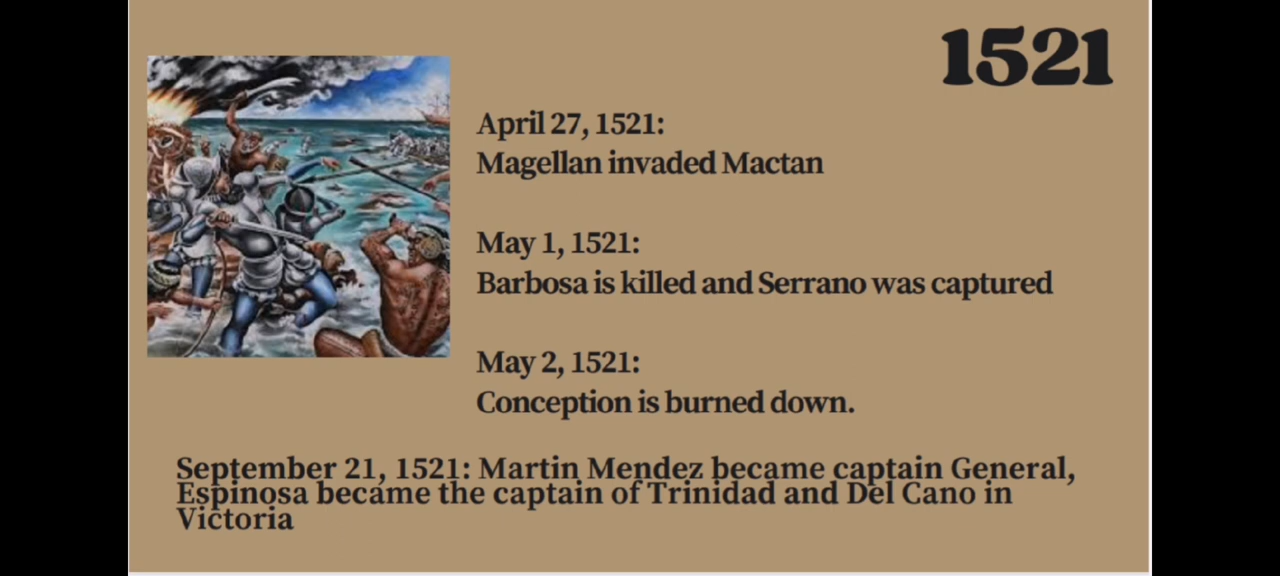 1521
April 27, 1521:
Magellan invaded Mactan
May 1, 1521:
Barbosa is killed and Serrano was captured
May 2, 1521:
Conception is burned down.
September 21, 1521: Martin Mendez became captain General,
Espinosa became the captain of Trinidad and Del Cano in
Victoria